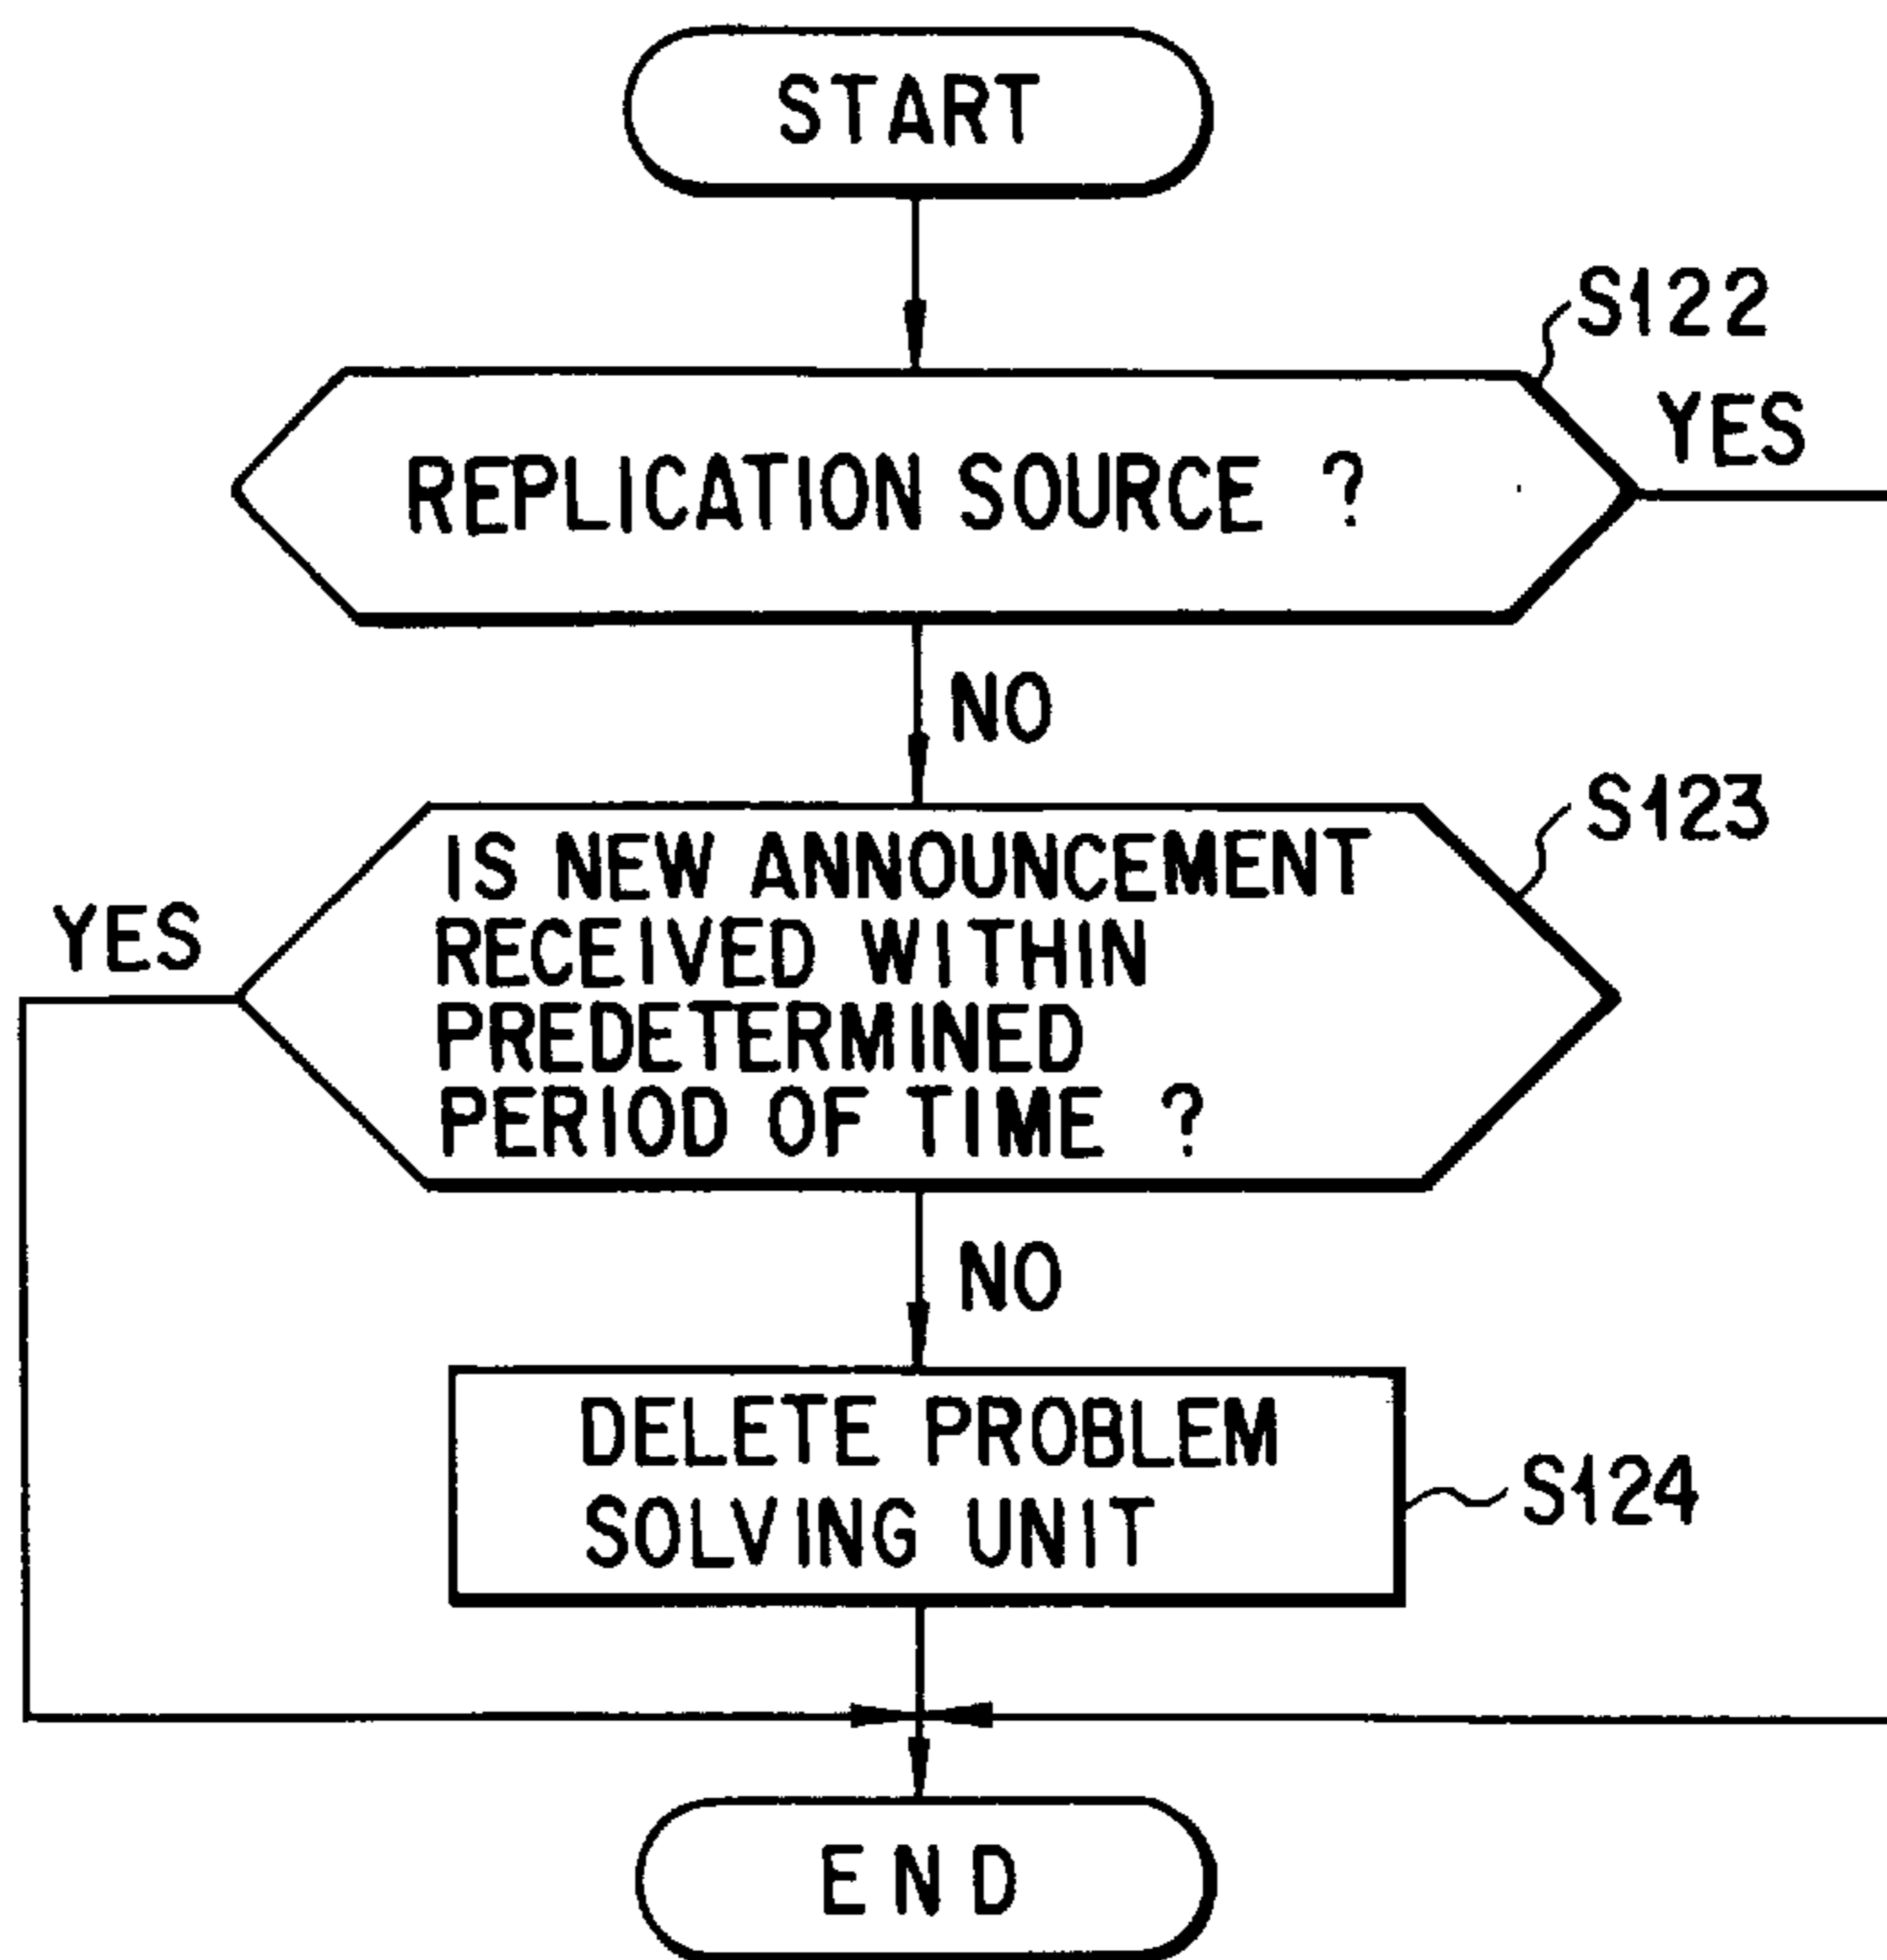 START
S122
YES
REPLICATION SOURCE ?
NO
S123
IS NEW ANNOUNCEMENT
RECEIVED WITHIN
PREDETERMINED
PERIOD OF TIME ?
YES
NO
DELETE PROBLEM
SOLVING UNIT
S124
END